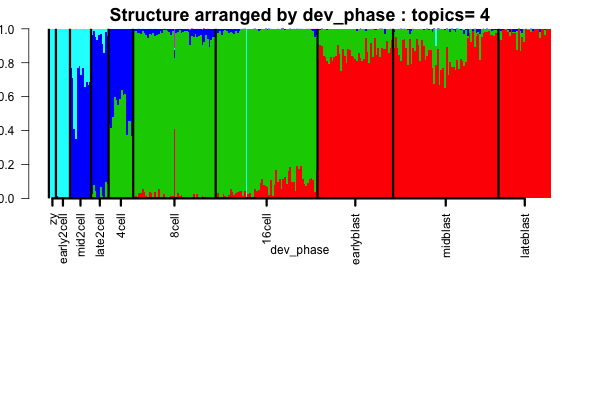 Structure arranged by dev_phase : topics= 4
1.0
0.8
0.6
0.4
0.2
0.0
zy
early2cell
mid2cell
late2cell
4cell
8cell
16cell
earlyblast
midblast
lateblast
dev_phase